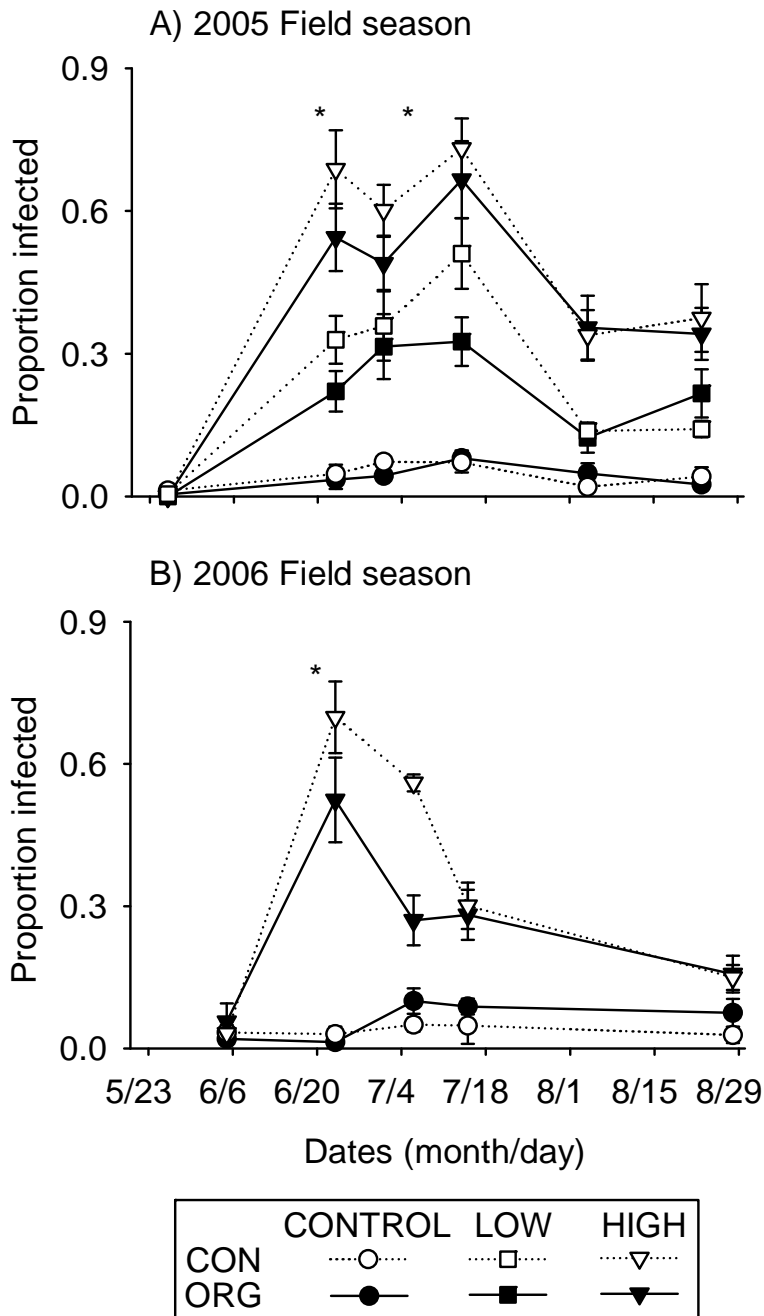 A) 2005 Field season
0.9
*
*
0.6
0.3
0.0
Proportion infected
B) 2006 Field season
0.9
*
0.6
0.3
0.0
Proportion infected
5/23 6/6 6/20 7/4 7/18 8/1 8/15 8/29
Dates (month/day)
CONTROL LOW HIGH
CON
ORG